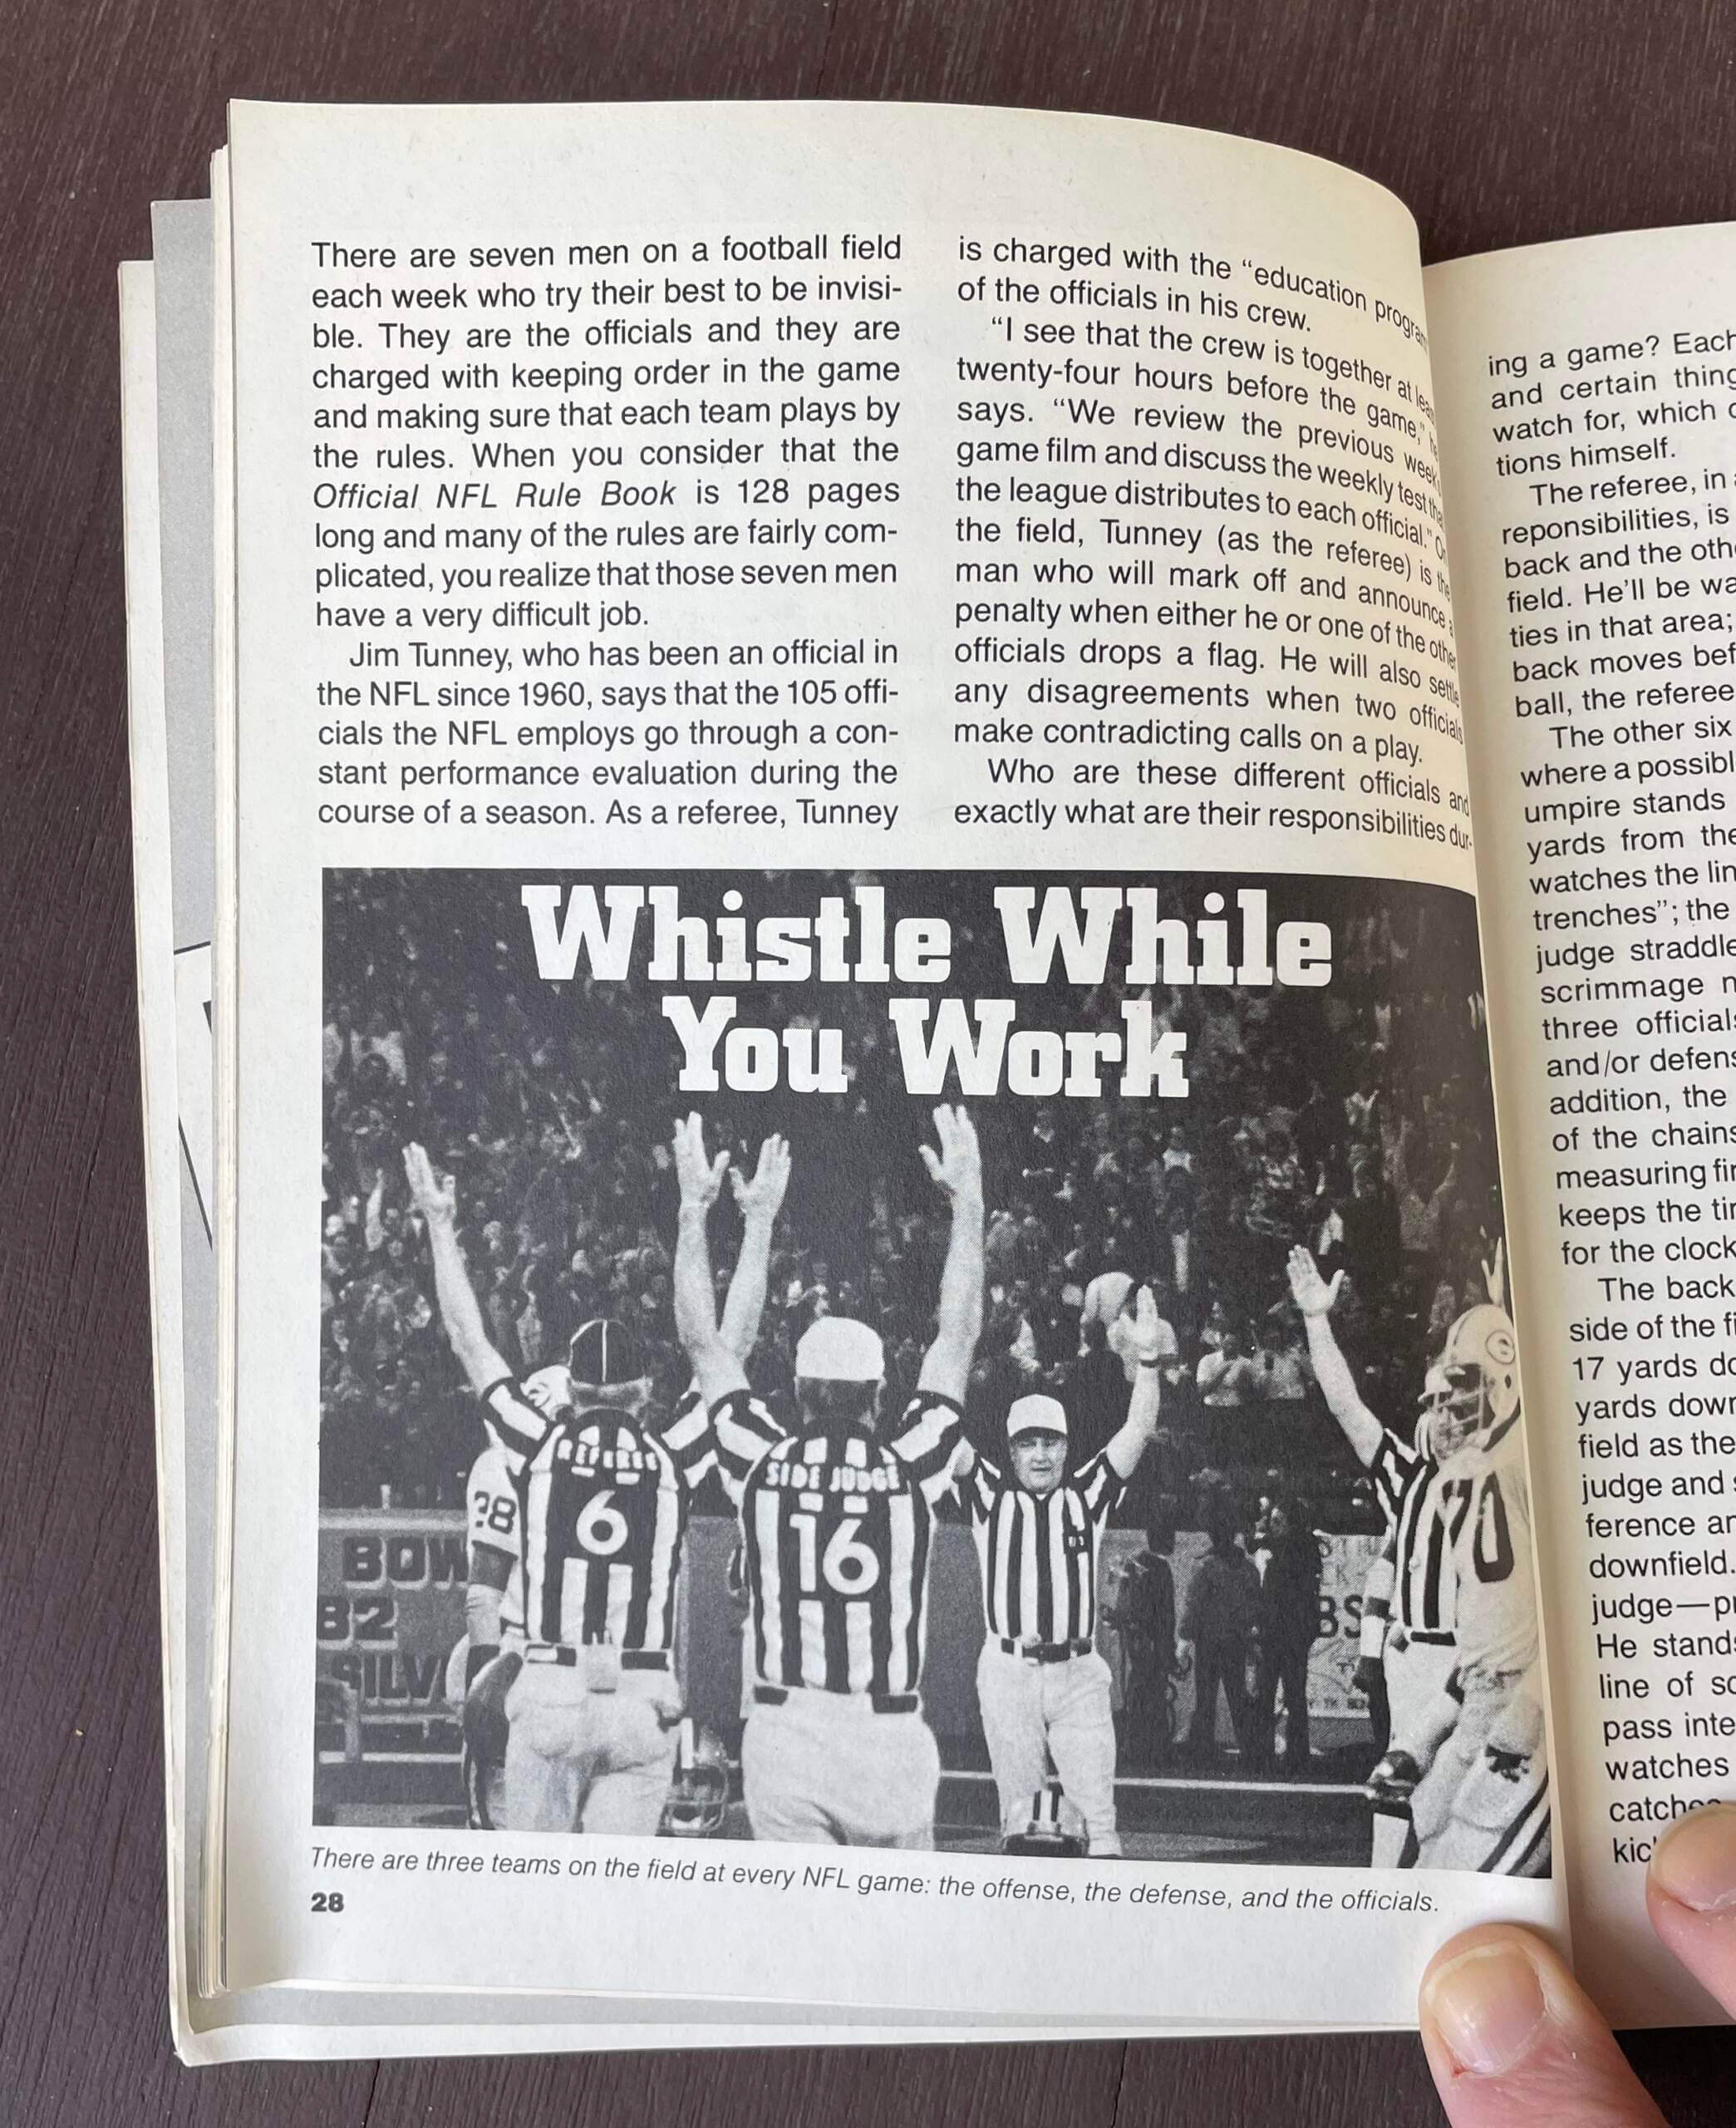 There are seven men on a football field
each week who try their best to be invisi-
ble. They are the officials and they are
charged with keeping order in the game
and making sure that each team plays by
the rules. When you consider that the
Official NFL Rule Book is 128 pages
long and many of the rules are fairly com-
plicated, you realize that those seven men
have a very difficult job.
Jim Tunney, who has been an official in
the NFL since 1960, says that the 105 offi-
cials the NFL employs go through a con-
stant performance evaluation during the
course of a season. As a referee, Tunney
is charged with the “education program
of the officials in his crew.
“I see that the crew is together at leas
twenty-four hours before the game,” h
says. “We review the previous week
game film and discuss the weekly test tha
the league distributes to each official.” On
the field, Tunney (as the referee) is the
man who will mark off and announce a
penalty when either he or one of the other
officials drops a flag. He will also settle
any disagreements when two officials
make contradicting calls on a play.
Who are these different officials and
exactly what are their responsibilities dur-
Whistle While
You Work
REFEREE
6
SIDE JUDGE
16
BOW
82
SILV
There are three teams on the field at every NFL game: the offense, the defense, and the officials.
28
ing a game? Each
and certain thing
watch for, which
tions himself.
The referee, in
reponsibilities, is
back and the oth
field. He’ll be wa
ties in that area;
back moves bef
ball, the referee
The other six
where a possibl
umpire stands
yards from the
watches the lin
trenches”; the
judge straddle
scrimmage
three official
and/or defens
addition, the
of the chains
measuring fir
keeps the tim
for the clock
The back
side of the fi
17 yards do
yards down
field as the
judge and
ference an
downfield.
judge—pr
He stands
line of sc
pass inte
watches
catches
kic